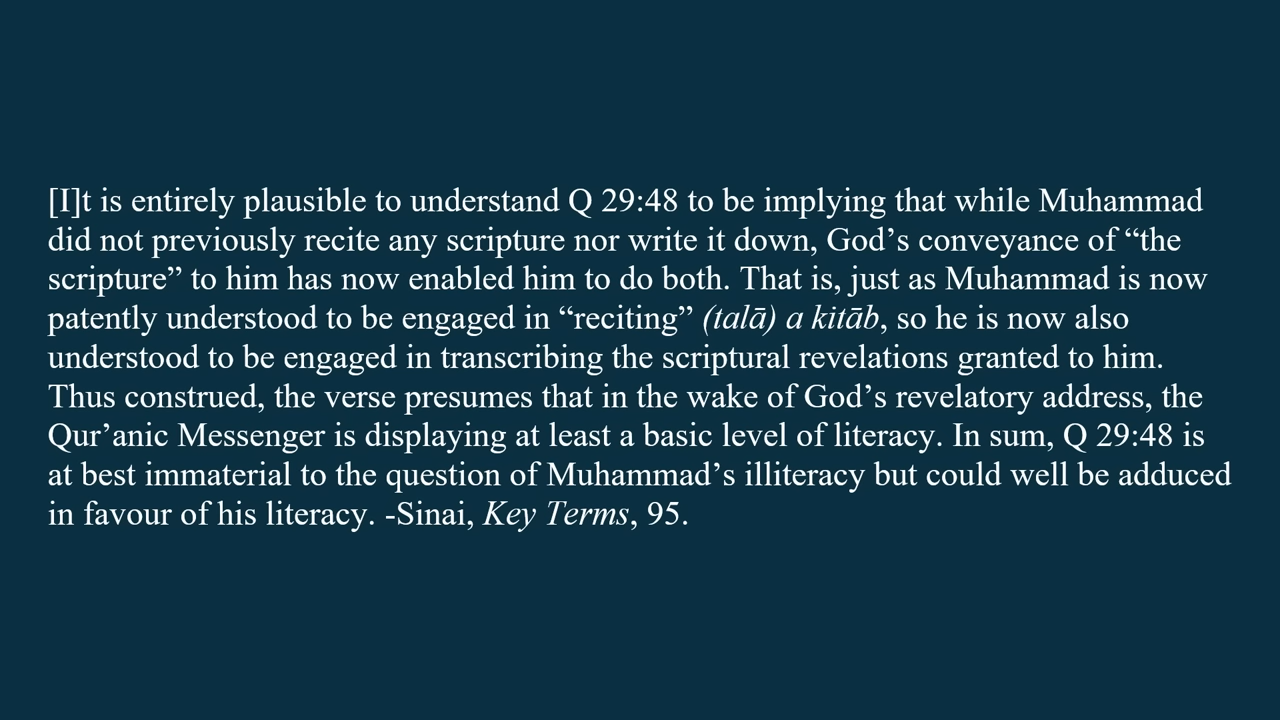 [I]t is entirely plausible to understand Q 29:48 to be implying that while Muhammad
did not previously recite any scripture nor write it down, God’s conveyance of “the
scripture” to him has now enabled him to do both. That is, just as Muhammad is now
patently understood to be engaged in “reciting” (talā) a kitāb, so he is now also
understood to be engaged in transcribing the scriptural revelations granted to him.
Thus construed, the verse presumes that in the wake of God’s revelatory address, the
Qur’anic Messenger is displaying at least a basic level of literacy. In sum, Q 29:48 is
at best immaterial to the question of Muhammad’s illiteracy but could well be adduced
in favour of his literacy. -Sinai, Key Terms, 95.